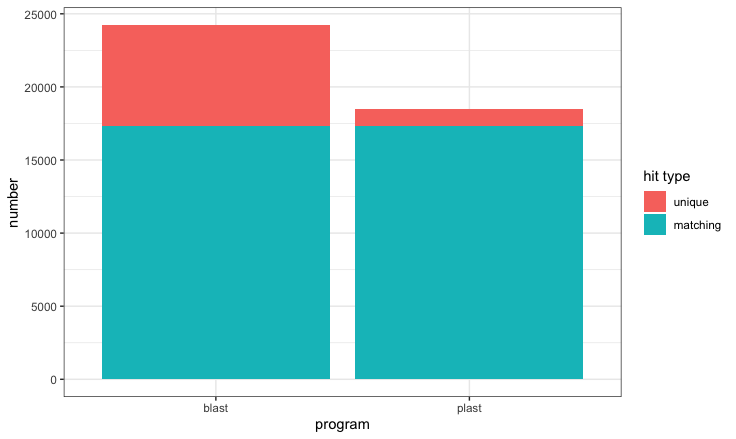 25000
20000
15000
10000
5000
0
number
blast
plast
program
hit type
unique
matching